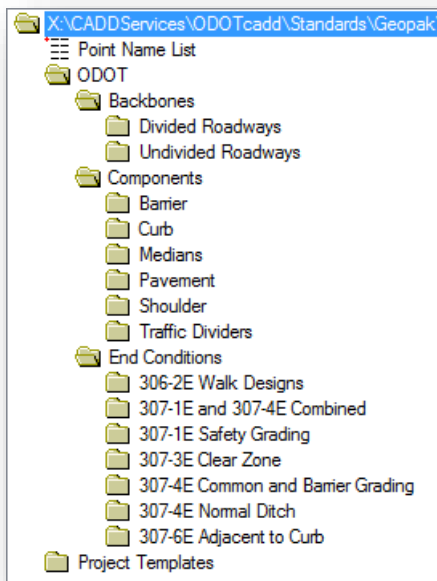 X:\CADDServices\ODOTcadd\Standards\Geopak
Point Name List
ODOT
Backbones
Divided Roadways
Undivided Roadways
Components
Barrier
Curb
Medians
Pavement
Shoulder
Traffic Dividers
End Conditions
306-2E Walk Designs
307-1E and 307-4E Combined
307-1E Safety Grading
307-3E Clear Zone
307-4E Common and Barrier Grading
307-4E Normal Ditch
307-6E Adjacent to Curb
Project Templates